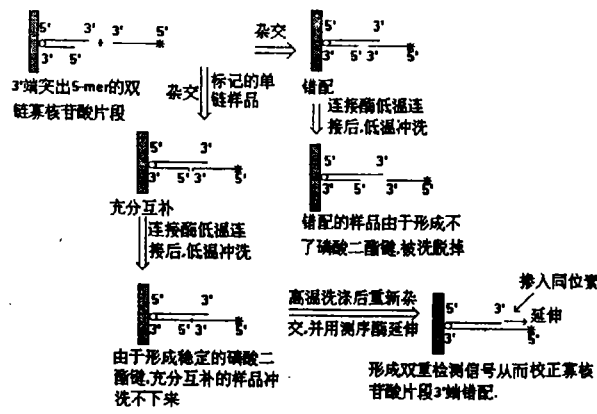 5' 3' 5'
3' 5'
3'端突出5-mer的双
链寡核苷酸片段
杂交
5' 3'
3' 5' 3' 5'
错配
杂交
标记的单
链样品
连接酶低温连
接后,低温冲洗
5' 3'
3' 5' 3' 5'
充分互补
5' 3'
3' 5' 3' 5'
错配的样品由于形成不
了磷酸二酯键,被洗脱掉
连接酶低温连
接后,低温冲洗
5' 3'
3' 5' 3' 5'
由于形成稳定的磷酸二
酯键,充分互补的样品冲
洗不下来
高温洗涤后重新杂
交,并用测序酶延伸
掺入同位素
5' 3'
延伸
3' 5'
形成双重检测信号从而校正寡核
苷酸片段3'端错配.